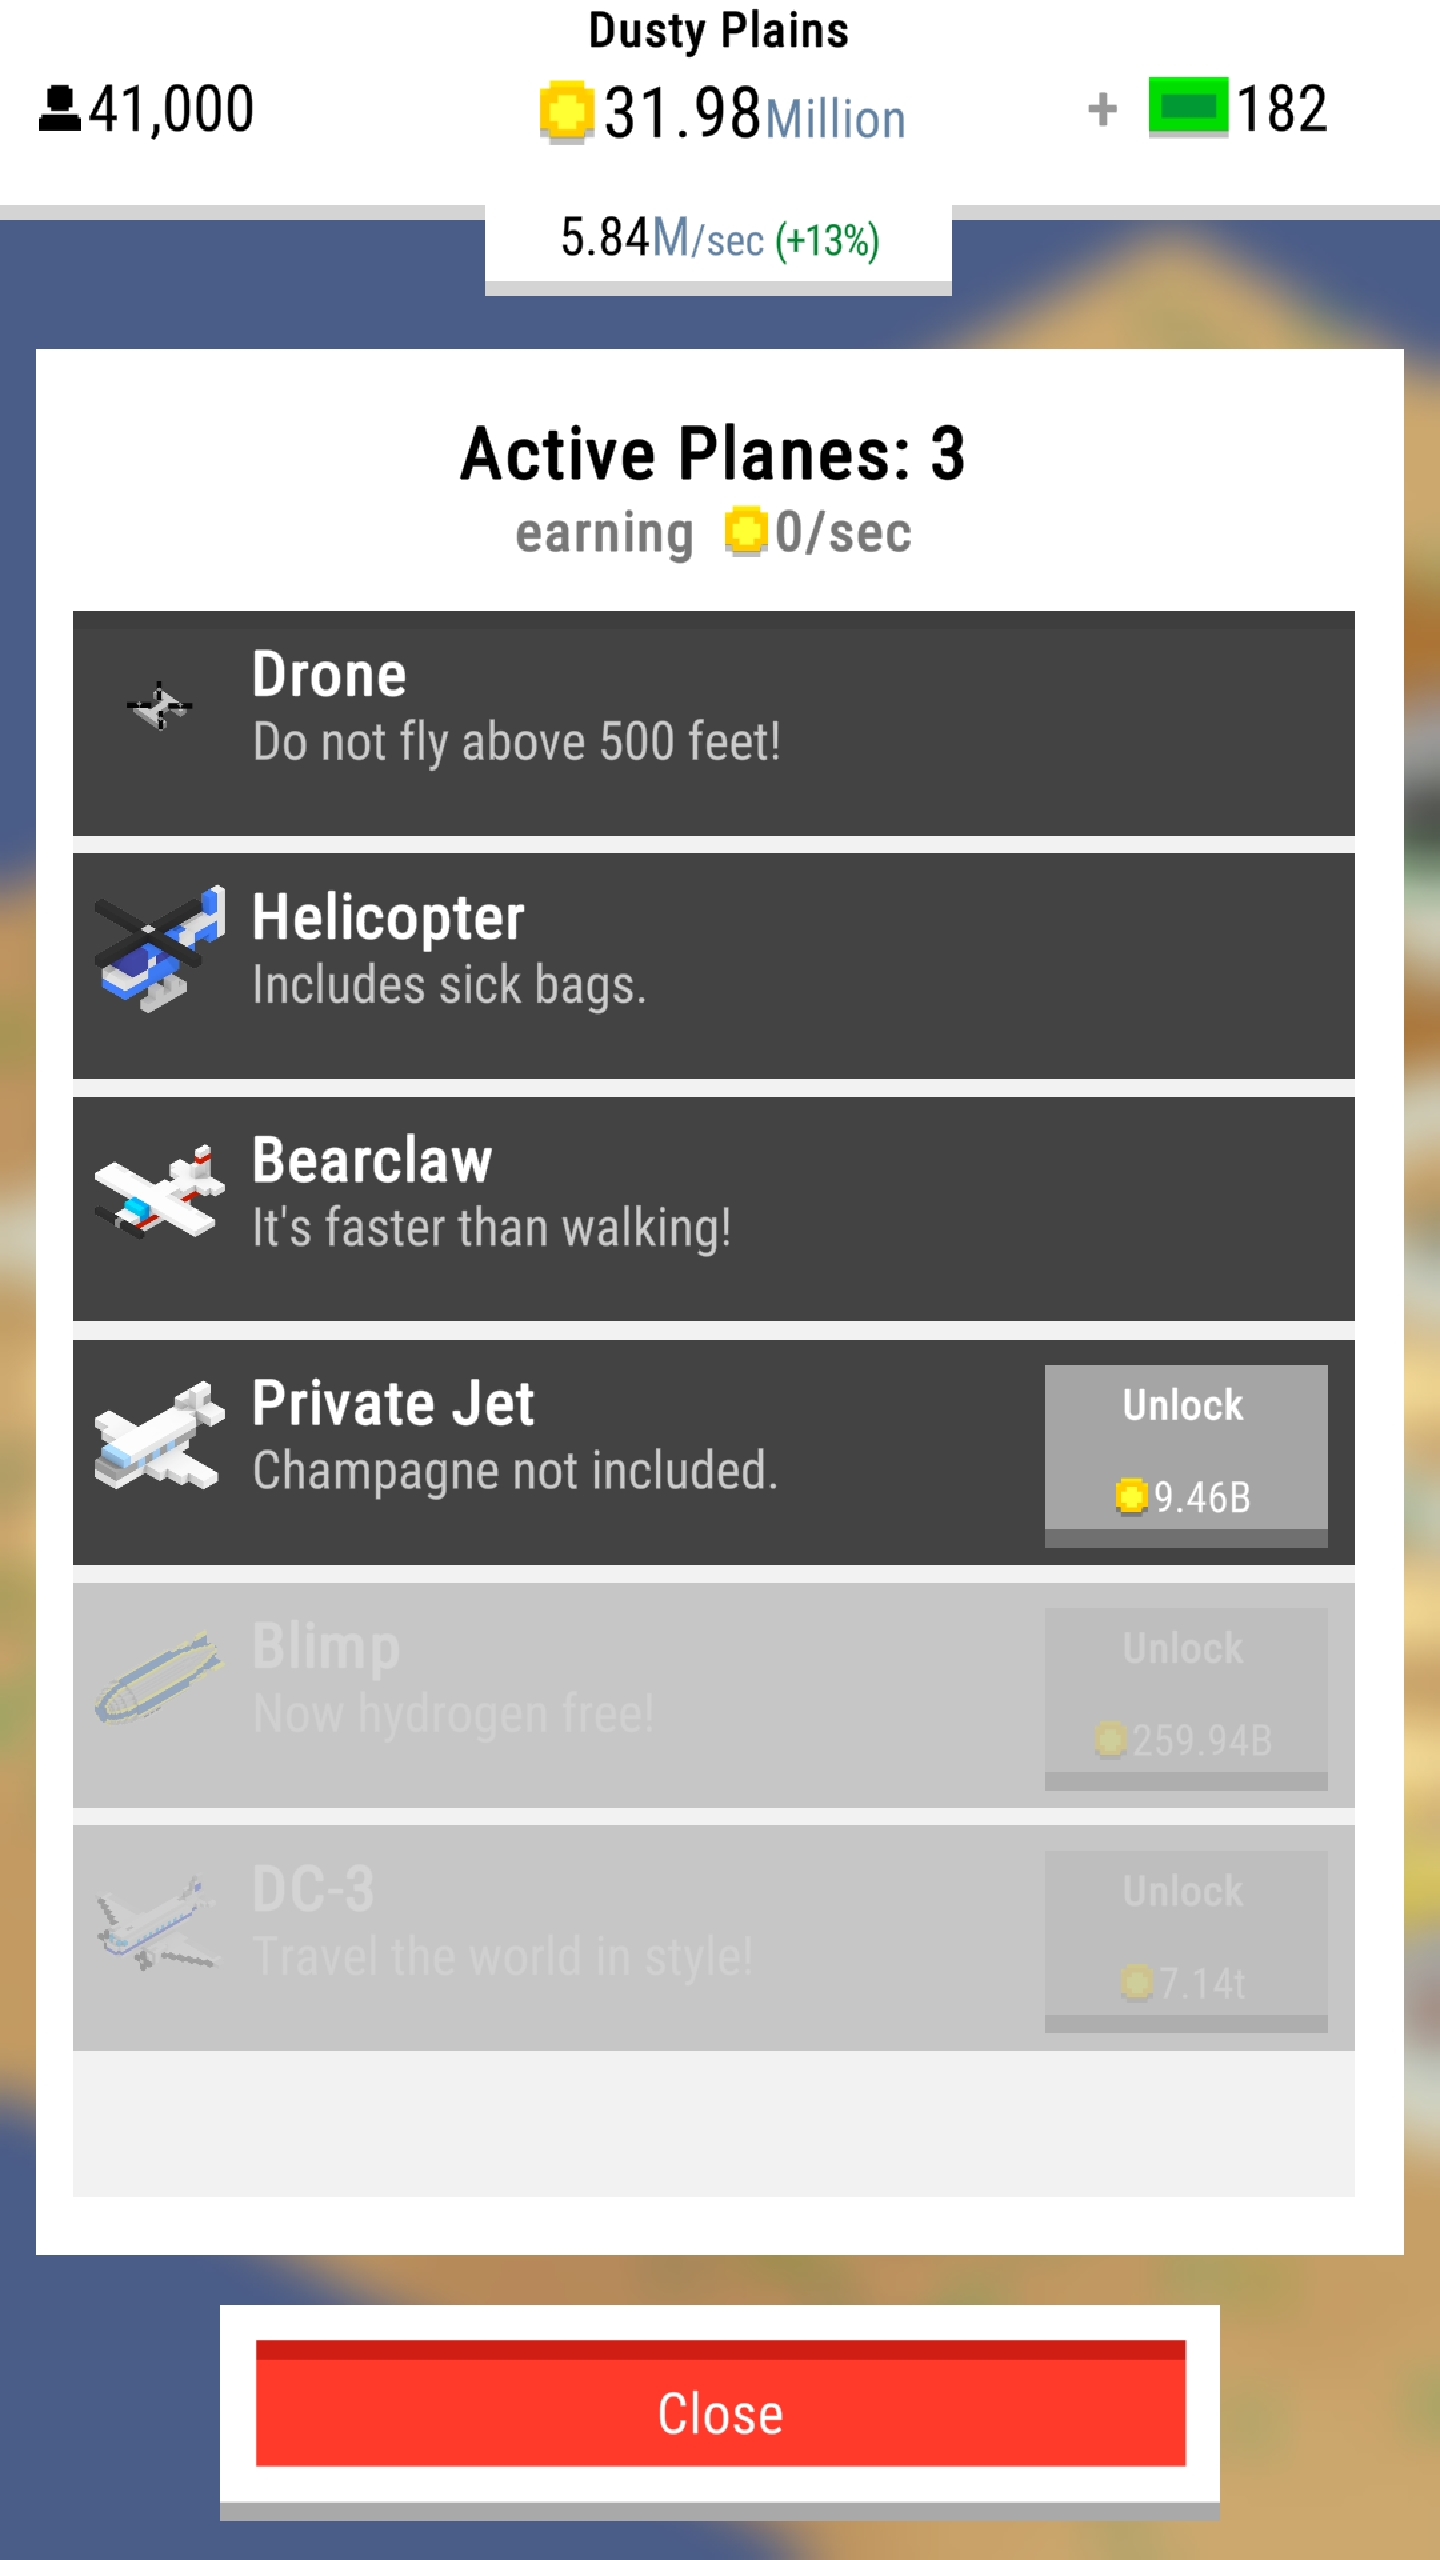 Dusty Plains
41,000
31.98Million
+ 182
5.84M/sec (+13%)
Active Planes: 3
earning 0/sec
Drone
Do not fly above 500 feet!
Helicopter
Includes sick bags.
Bearclaw
It's faster than walking!
Private Jet
Champagne not included.
Unlock
9.46B
Blimp
Now hydrogen free!
Unlock
259.94B
DC-3
Travel the world in style!
Unlock
7.14t
Close